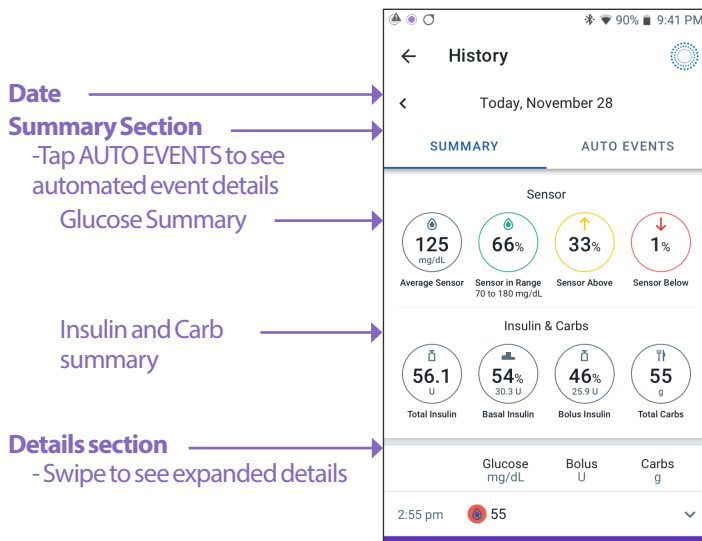 90% 9:41 PM
History
Date
Today, November 28
Summary Section
-Tap AUTO EVENTS to see
automated event details
SUMMARY AUTO EVENTS
Sensor
Glucose Summary
125 66% 33% 1%
mg/dL
Average Sensor Sensor in Range Sensor Above Sensor Below
70 to 180 mg/dL
Insulin and Carb
summary
Insulin & Carbs
56.1 54% 46% 55
U 30.3 U 25.9 U g
Total Insulin Basal Insulin Bolus Insulin Total Carbs
Details section
- Swipe to see expanded details
Glucose Bolus Carbs
mg/dL U g
2:55 pm 55